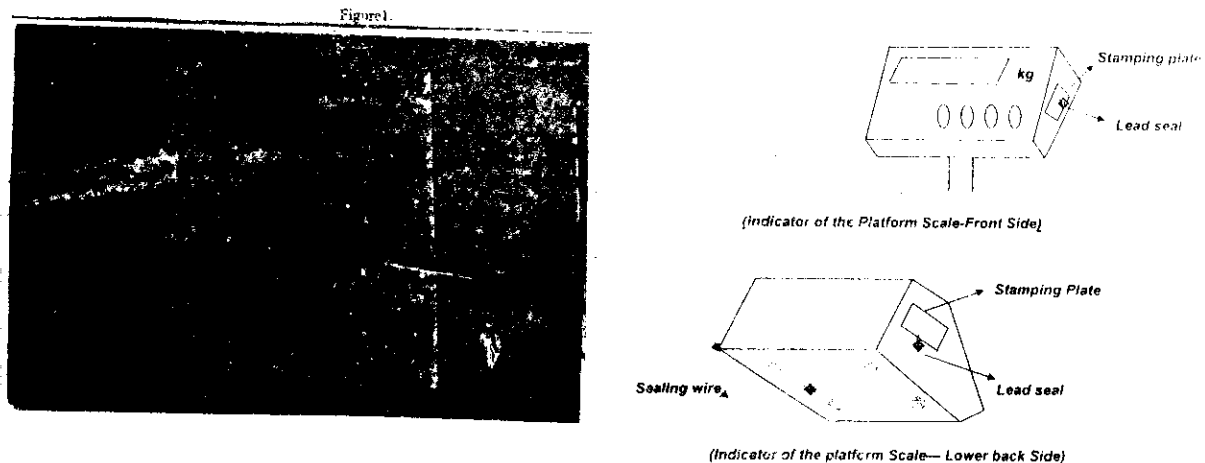 Figure1.
kg
Stamping plate
Lead seal
(Indicator of the Platform Scale-Front Side)
Stamping Plate
Lead seal
Sealing wire
(Indicator of the platform Scale— Lower back Side)